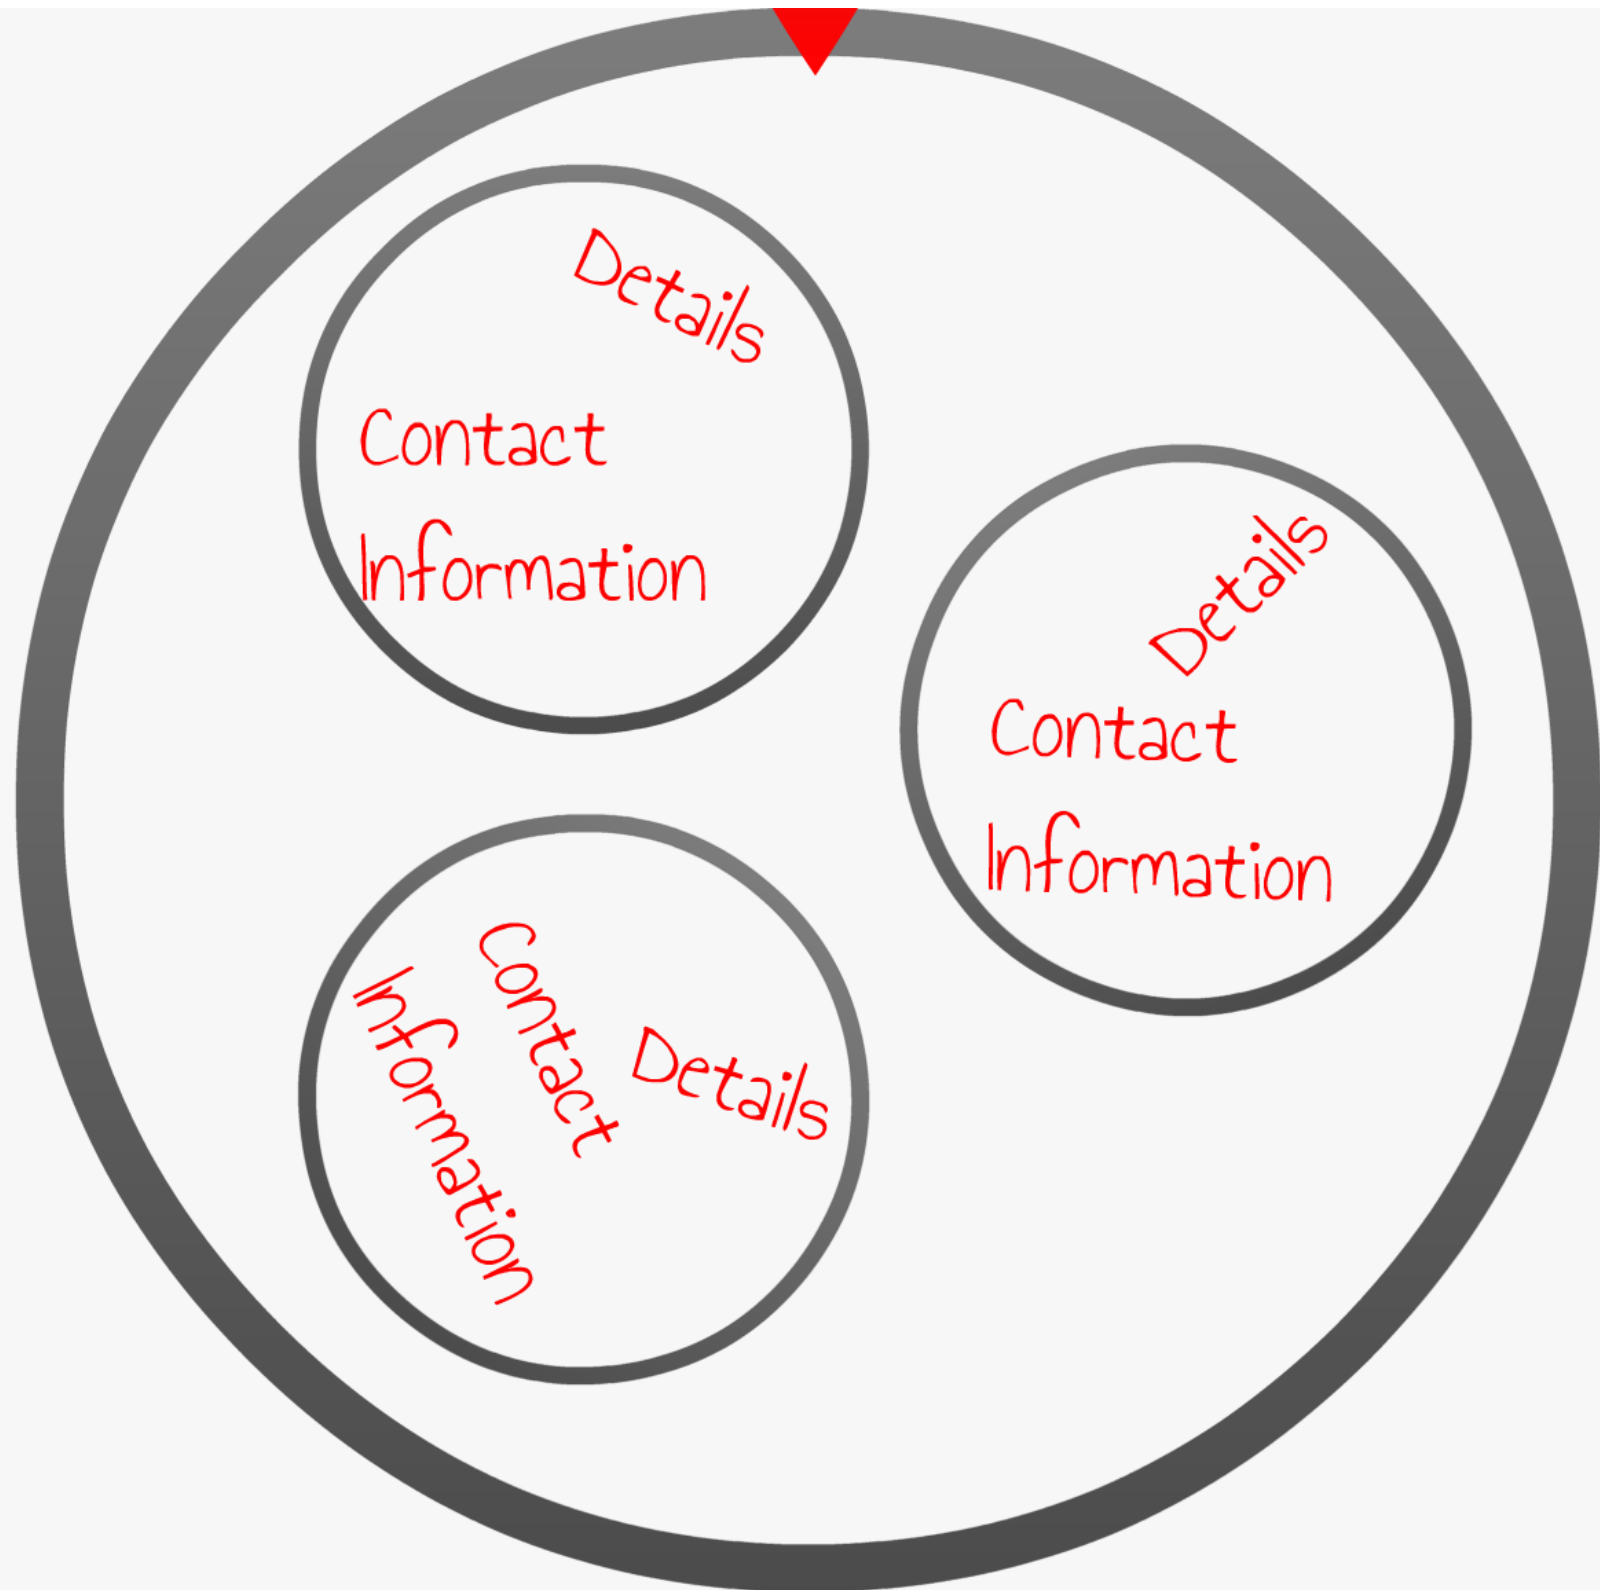 Details
Contact
Information
Details
Contact
Information
Contact
Information
Details